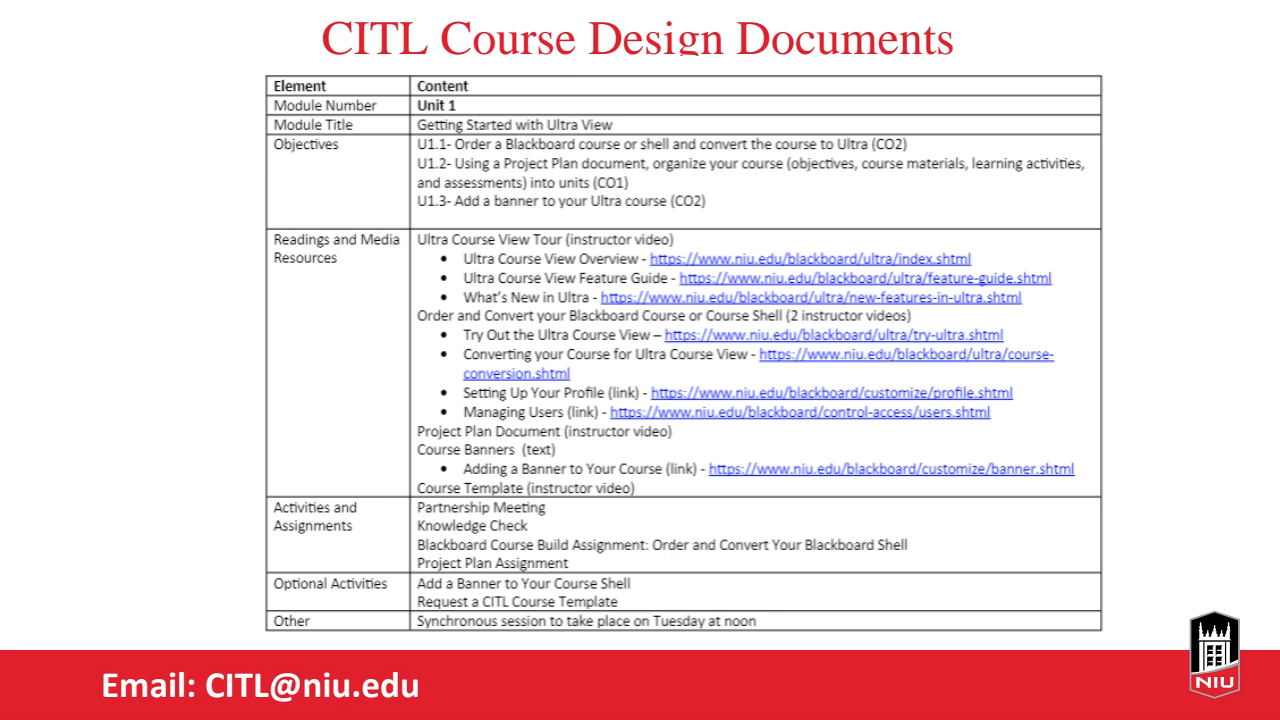 CITL Course Design Documents
Element Content
Module Number Unit 1
Module Title Getting Started with Ultra View
Objectives U1.1- Order a Blackboard course or shell and convert the course to Ultra (CO2)
U1.2- Using a Project Plan document, organize your course (objectives, course materials, learning activities,
and assessments) into units (CO1)
U1.3- Add a banner to your Ultra course (CO2)
Readings and Media Ultra Course View Tour (instructor video)
Resources • Ultra Course View Overview - https://www.niu.edu/blackboard/ultra/index.shtml
• Ultra Course View Feature Guide - https://www.niu.edu/blackboard/ultra/feature-guide.shtml
• What's New in Ultra - https://www.niu.edu/blackboard/ultra/new-features-in-ultra.shtml
Order and Convert your Blackboard Course or Course Shell (2 instructor videos)
• Try Out the Ultra Course View – https://www.niu.edu/blackboard/ultra/try-ultra.shtml
• Converting your Course for Ultra Course View - https://www.niu.edu/blackboard/ultra/course-
conversion.shtml
• Setting Up Your Profile (link) - https://www.niu.edu/blackboard/customize/profile.shtml
• Managing Users (link) - https://www.niu.edu/blackboard/control-access/users.shtml
Project Plan Document (instructor video)
Course Banners (text)
• Adding a Banner to Your Course (link) - https://www.niu.edu/blackboard/customize/banner.shtml
Course Template (instructor video)
Activities and Partnership Meeting
Assignments Knowledge Check
Blackboard Course Build Assignment: Order and Convert Your Blackboard Shell
Project Plan Assignment
Optional Activities Add a Banner to Your Course Shell
Request a CITL Course Template
Other Synchronous session to take place on Tuesday at noon
Email: CITL@niu.edu
NIU